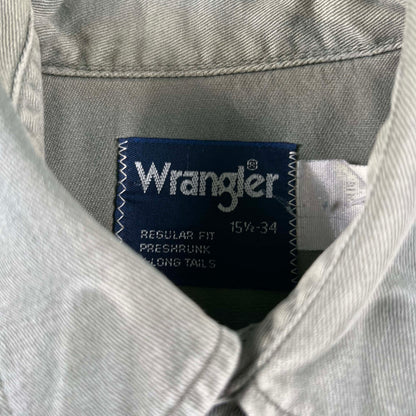 Wrangler®
15½-34
REGULAR FIT
PRESHRUNK
LONG TAILS